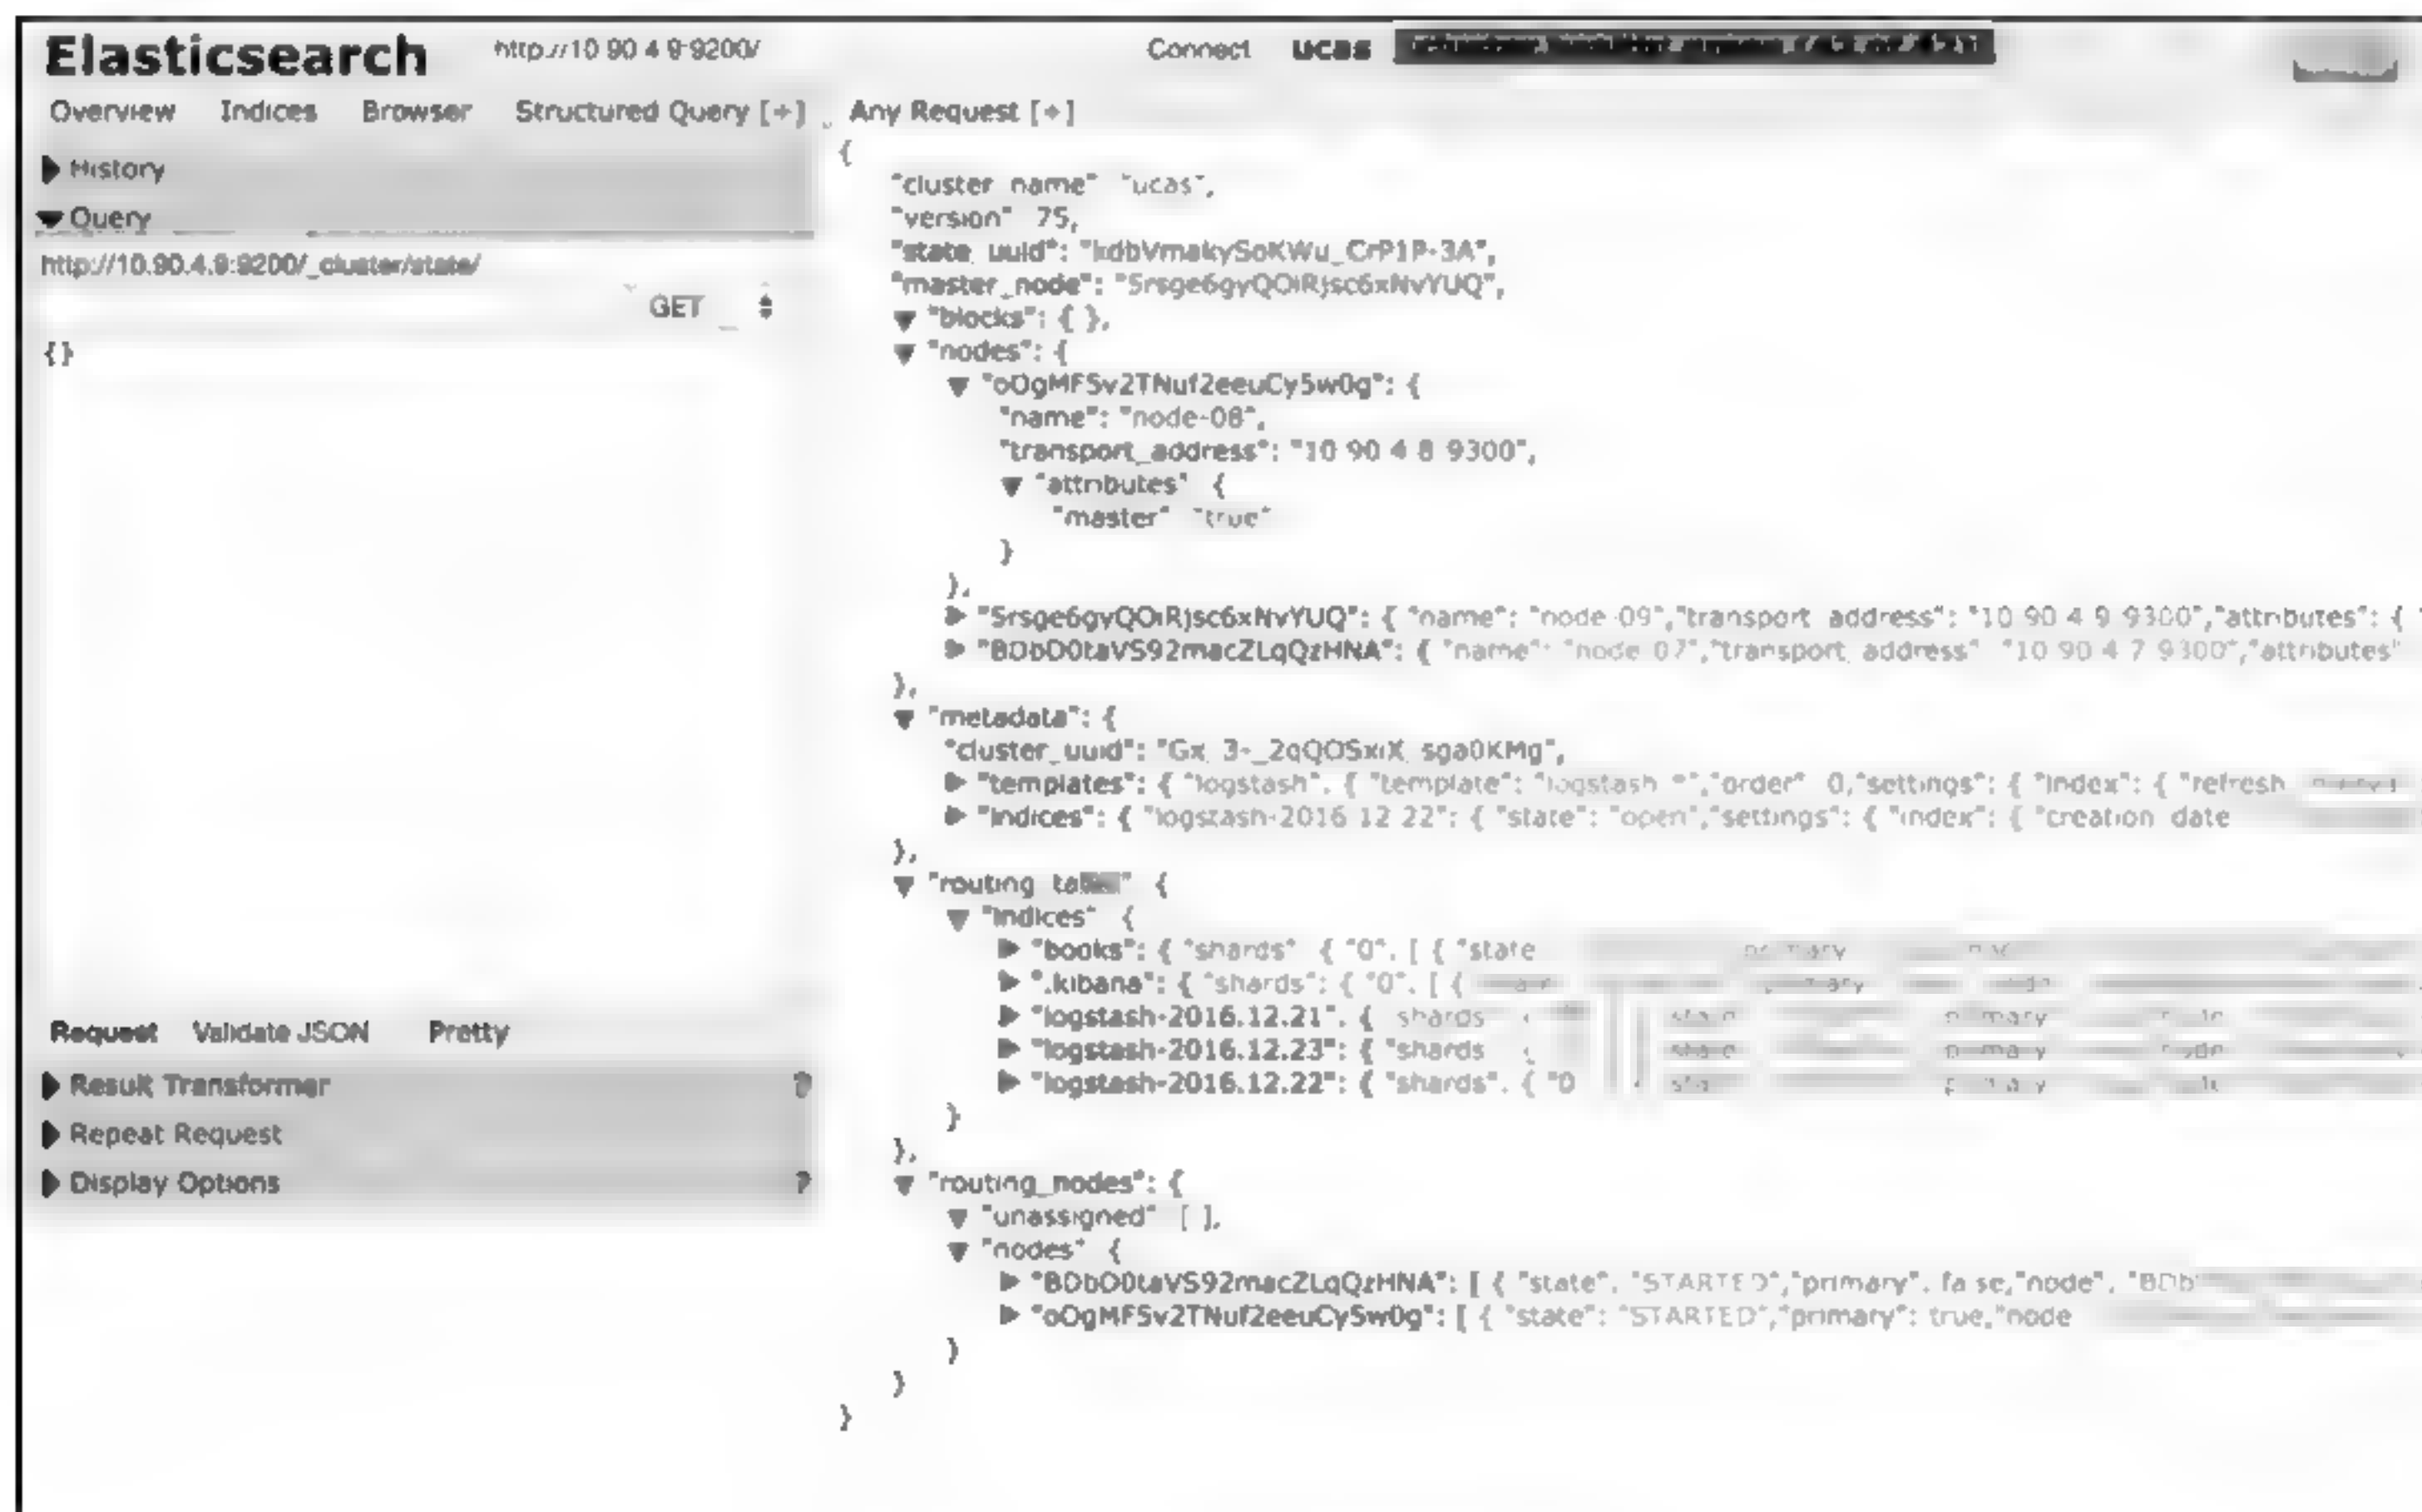 Elasticsearch http://10.90.4.9:9200/ Connect ucas
Overview Indices Browser Structured Query [+] Any Request [+]
History
Query
http://10.90.4.9:9200/_cluster/state/
GET
{}
Request Validate JSON Pretty
Result Transformer ?
Repeat Request
Display Options ?
{
"cluster_name" "ucas",
"version" 75,
"state_uuid": "kdbVmakySoKWu_CrP1P-3A",
"master_node": "5rsge6gyQOiRjsc6xNvYUQ",
"blocks": { },
"nodes": {
"oOgMF5v2TNuf2eeuCy5w0g": {
"name": "node-08",
"transport_address": "10 90 4 8 9300",
"attributes" {
"master" "true"
}
},
"5rsge6gyQOiRjsc6xNvYUQ": { "name": "node-09","transport_address": "10 90 4 9 9300","attributes": {
"BDbD0taVS92macZLqQzHNA": { "name": "node 07","transport_address" "10 90 4 7 9300","attributes"
},
"metadata": {
"cluster_uuid": "Gx_3-_2qQOSxiX_sga0KMg",
"templates": { "logstash": { "template": "logstash *","order" 0,"settings": { "index": { "refresh
"indices": { "logstash-2016 12 22": { "state": "open","settings": { "index": { "creation_date
},
"routing_table" {
"indices" {
"books": { "shards" { "0": [ { "state
".kibana": { "shards": { "0": [ {
"logstash-2016.12.21": { shards
"logstash-2016.12.23": { "shards
"logstash-2016.12.22": { "shards": { "0
}
},
"routing_nodes": {
"unassigned" [ ],
"nodes" {
"BDbD0taVS92macZLqQzHNA": [ { "state": "STARTED","primary": false,"node": "BDb
"oOgMF5v2TNuf2eeuCy5w0g": [ { "state": "STARTED","primary": true,"node
}
}
}